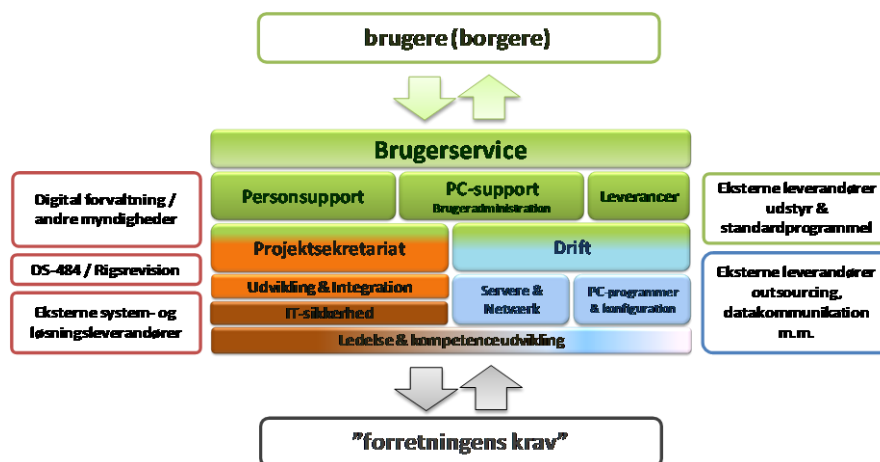 brugere (borgere)
Brugerservice
Personsupport
PC-support
Brugeradministration
Leverancer
Projektsekretariat
Drift
Udvikling & Integration
IT-sikkerhed
Servere &
Netværk
PC-programmer
& konfiguration
Ledelse & kompetenceudvikling
Digital forvaltning /
andre myndigheder
DS-484 / Rigsrevision
Eksterne system- og
løsningsleverandører
Eksterne leverandører
udstyr &
standardprogrammel
Eksterne leverandører
outsourcing,
datakommunikation
m.m.
"forretningens krav"